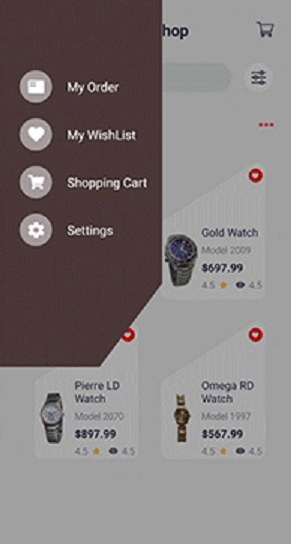 hop
My Order
My WishList
Shopping Cart
Settings
Gold Watch
Model 2009
$697.99
4.5 4.5
Pierre LD
Watch
Model 2070
$897.99
4.5 4.5
Omega RD
Watch
Model 1997
$567.99
4.5 4.5